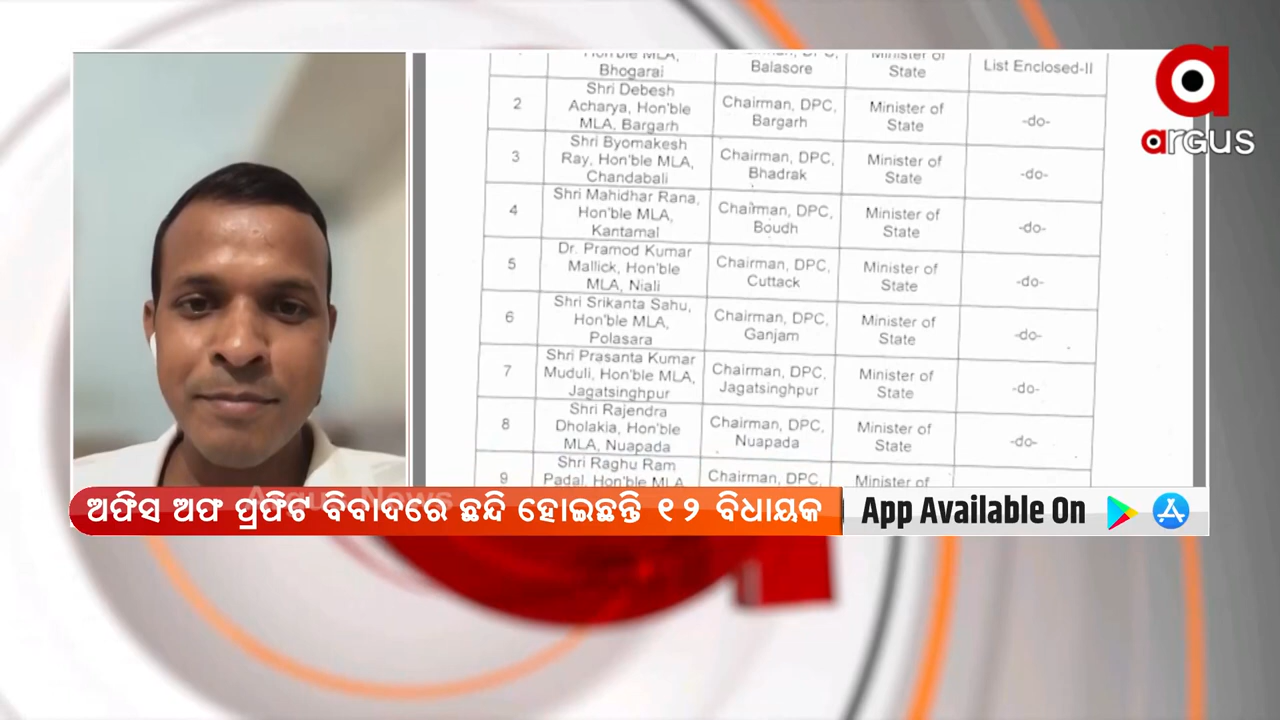 Bhogarai
Balasore
State
List Enclosed-II
2
Shri Debesh
Acharya, Hon'ble
MLA, Bargarh
Chairman, DPC,
Bargarh
Minister of
State
-do-
3
Shri Byomakesh
Ray, Hon'ble MLA,
Chandabali
Chairman, DPC,
Bhadrak
Minister of
State
-do-
4
Shri Mahidhar Rana,
Hon'ble MLA,
Kantamal
Chairman, DPC,
Boudh
Minister of
State
-do-
5
Dr. Pramod Kumar
Mallick, Hon'ble
MLA, Niali
Chairman, DPC,
Cuttack
Minister of
State
-do-
6
Shri Srikanta Sahu,
Hon'ble MLA,
Polasara
Chairman, DPC,
Ganjam
Minister of
State
-do-
7
Shri Prasanta Kumar
Muduli, Hon'ble MLA,
Jagatsinghpur
Chairman, DPC,
Jagatsinghpur
Minister of
State
-do-
8
Shri Rajendra
Dholakia, Hon'ble
MLA, Nuapada
Chairman, DPC,
Nuapada
Minister of
State
-do-
9
Shri Raghu Ram
Padal, Hon'ble MLA,
Chairman, DPC,
Minister of
argus
ଅଫିସ ଅଫ ପ୍ରଫିଟ ବିବାଦରେ ଛନ୍ଦି ହୋଇଛନ୍ତି ୧୨ ବିଧାୟକ
App Available On